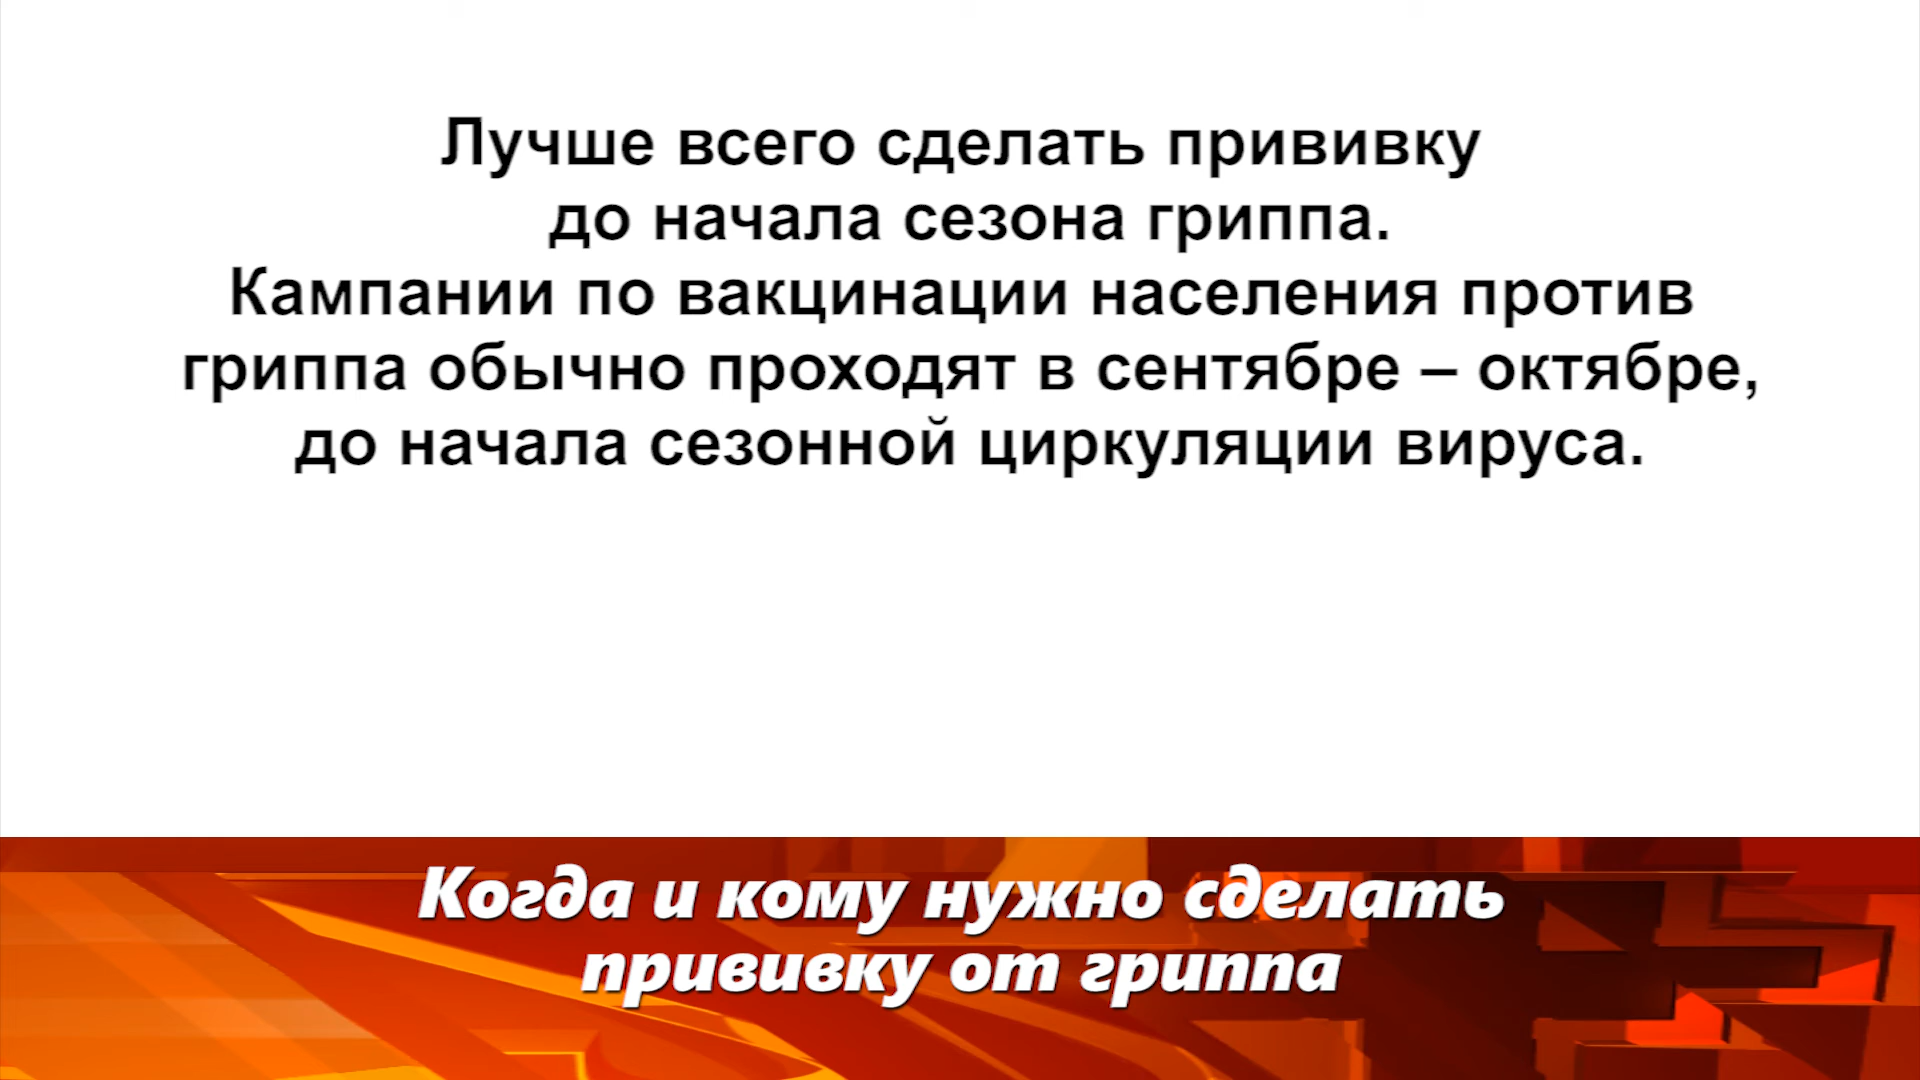 Лучше всего сделать прививку
до начала сезона гриппа.
Кампании по вакцинации населения против
гриппа обычно проходят в сентябре – октябре,
до начала сезонной циркуляции вируса.
Когда и кому нужно сделать
прививку от гриппа